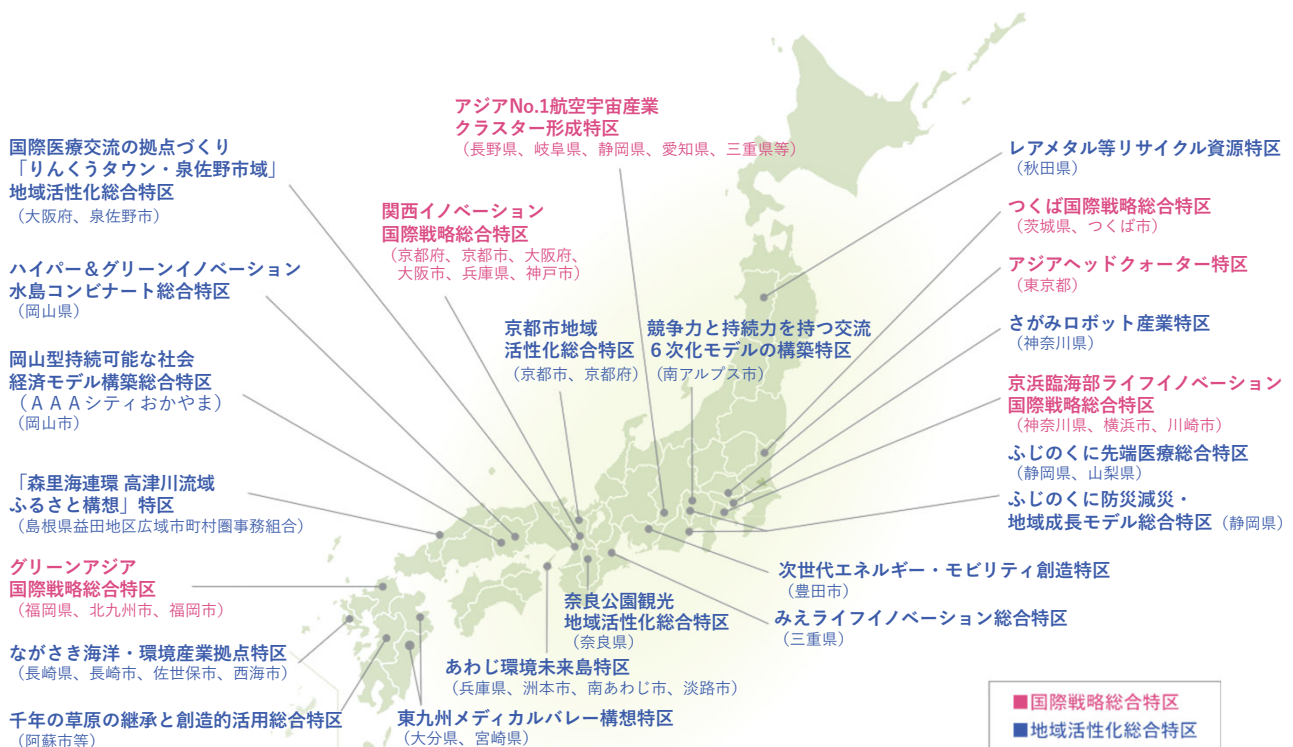 アジアNo.1航空宇宙産業
クラスター形成特区
（長野県、岐阜県、静岡県、愛知県、三重県等）
国際医療交流の拠点づくり
「りんくうタウン・泉佐野市域」
地域活性化総合特区
（大阪府、泉佐野市）
関西イノベーション
国際戦略総合特区
（京都府、京都市、大阪府、
大阪市、兵庫県、神戸市）
ハイパー＆グリーンイノベーション
水島コンビナート総合特区
（岡山県）
京都市地域
活性化総合特区
（京都市、京都府）
競争力と持続力を持つ交流
６次化モデルの構築特区
（南アルプス市）
岡山型持続可能な社会
経済モデル構築総合特区
（ＡＡＡシティおかやま）
（岡山市）
「森里海連環 高津川流域
ふるさと構想」特区
（島根県益田地区広域市町村圏事務組合）
グリーンアジア
国際戦略総合特区
（福岡県、北九州市、福岡市）
ながさき海洋・環境産業拠点特区
（長崎県、長崎市、佐世保市、西海市）
千年の草原の継承と創造的活用総合特区
（阿蘇市等）
東九州メディカルバレー構想特区
（大分県、宮崎県）
あわじ環境未来島特区
（兵庫県、洲本市、南あわじ市、淡路市）
奈良公園観光
地域活性化総合特区
（奈良県）
レアメタル等リサイクル資源特区
（秋田県）
つくば国際戦略総合特区
（茨城県、つくば市）
アジアヘッドクォーター特区
（東京都）
さがみロボット産業特区
（神奈川県）
京浜臨海部ライフイノベーション
国際戦略総合特区
（神奈川県、横浜市、川崎市）
ふじのくに先端医療総合特区
（静岡県、山梨県）
ふじのくに防災減災・
地域成長モデル総合特区（静岡県）
次世代エネルギー・モビリティ創造特区
（豊田市）
みえライフイノベーション総合特区
（三重県）
■国際戦略総合特区
■地域活性化総合特区